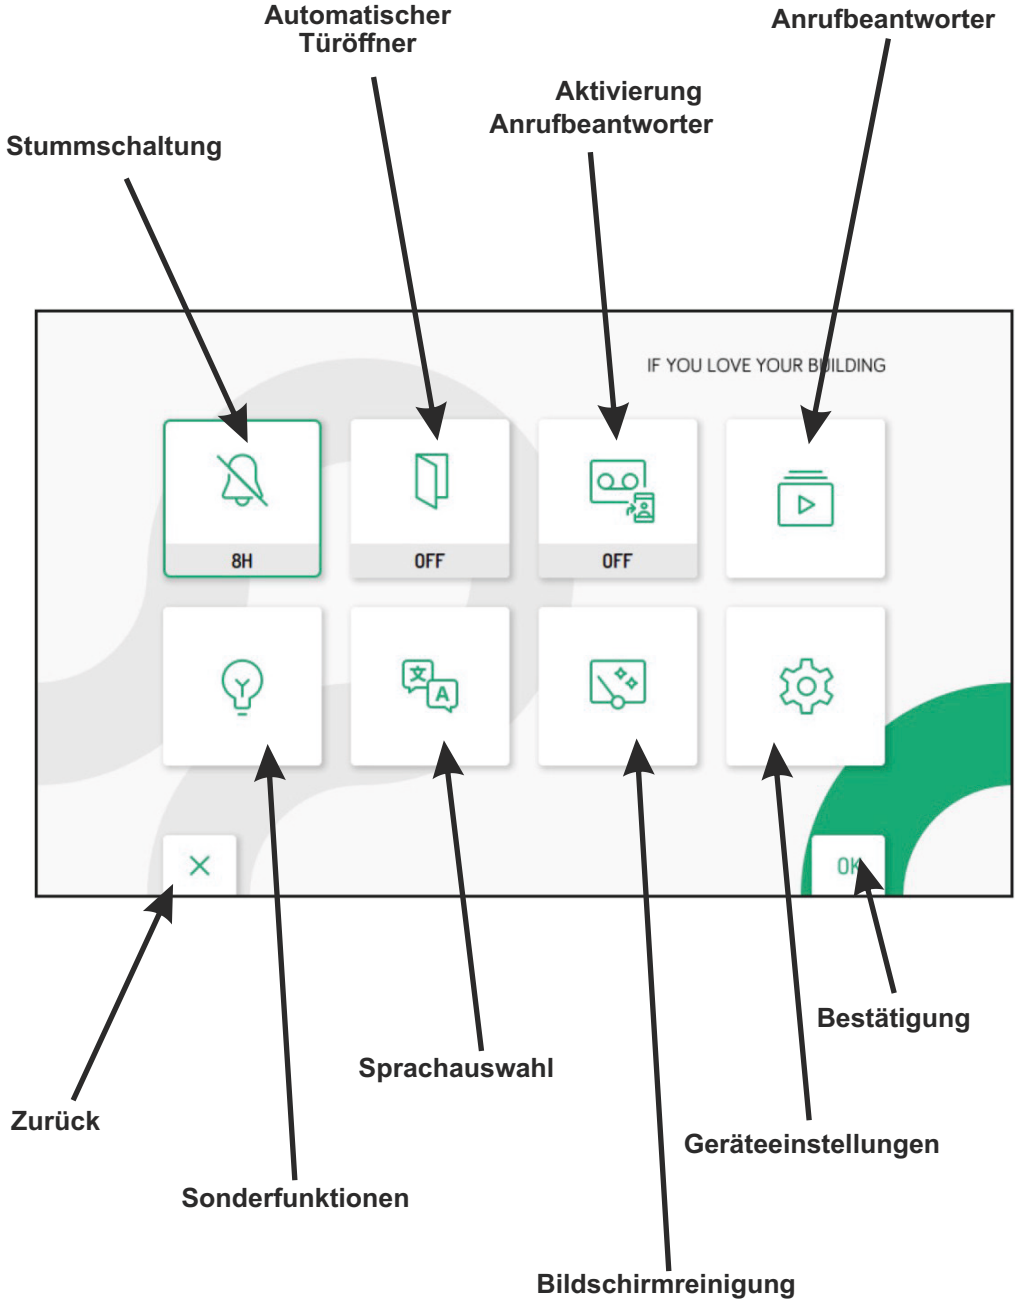 Automatischer
Türöffner
Anrufbeantworter
Aktivierung
Anrufbeantworter
Stummschaltung
IF YOU LOVE YOUR BUILDING
8H
OFF
OFF
文
A
OK
Bestätigung
Sprachauswahl
Zurück
Geräteeinstellungen
Sonderfunktionen
Bildschirmreinigung